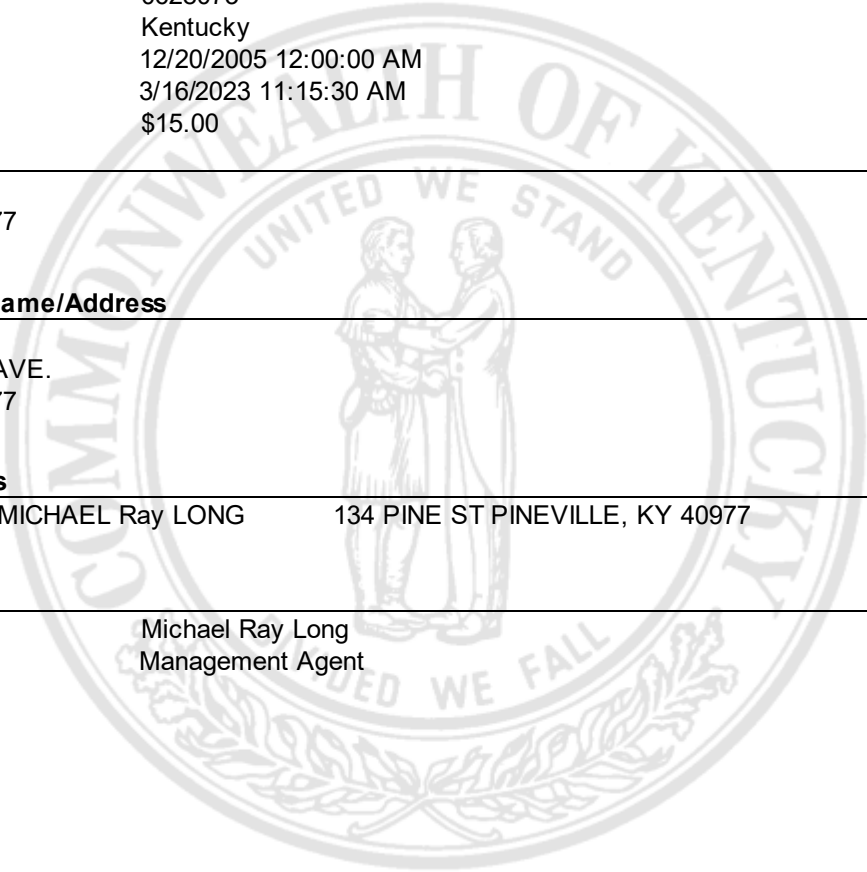 Kentucky
12/20/2005 12:00:00 AM
3/16/2023 11:15:30 AM
$15.00
COMMONWEALTH OF KENTUCKY
UNITED WE STAND
77
ame/Address
AVE.
77
s
MICHAEL Ray LONG 134 PINE ST PINEVILLE, KY 40977
Michael Ray Long
Management Agent
DIVIDED WE FALL